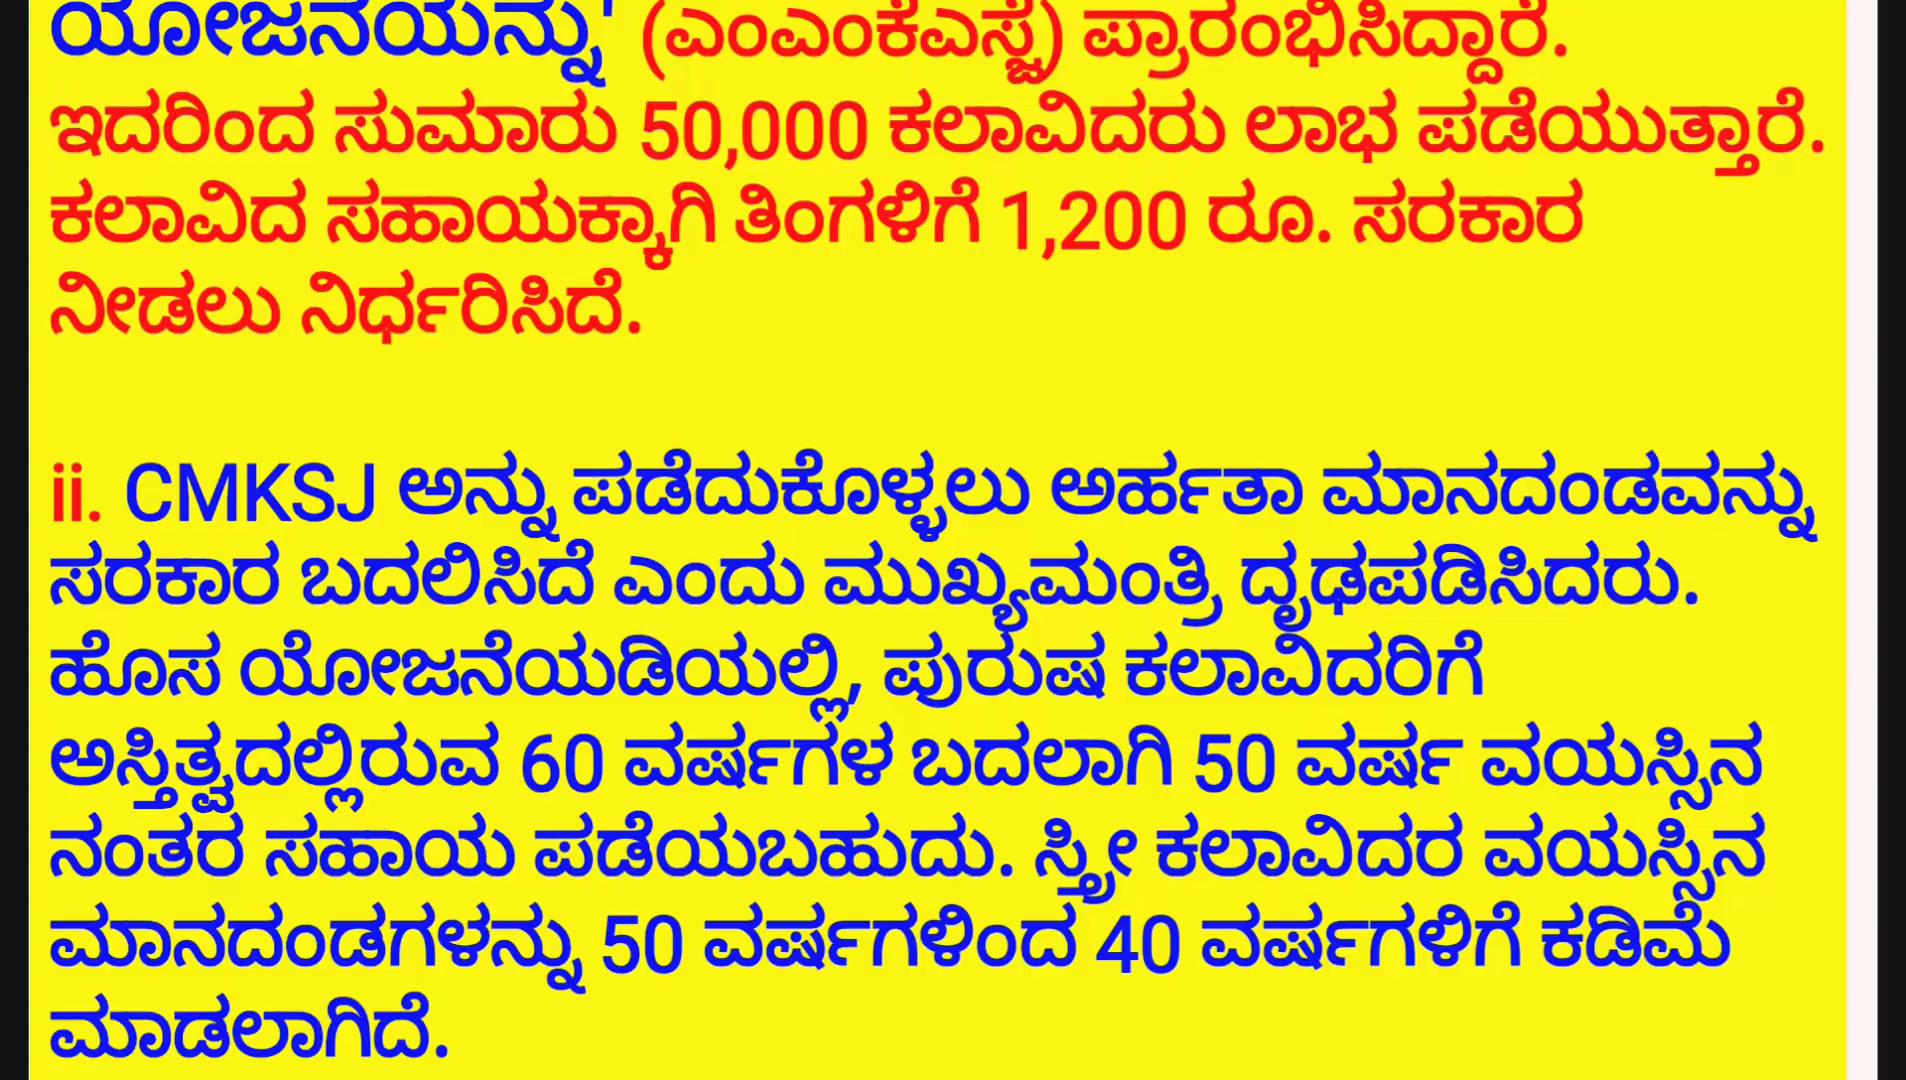 ಯೋಜನೆಯನ್ನು' (ಎಂಎಂಕೆಎಸ್ಜೆ) ಪ್ರಾರಂಭಿಸಿದ್ದಾರೆ.
ಇದರಿಂದ ಸುಮಾರು 50,000 ಕಲಾವಿದರು ಲಾಭ ಪಡೆಯುತ್ತಾರೆ.
ಕಲಾವಿದ ಸಹಾಯಕ್ಕಾಗಿ ತಿಂಗಳಿಗೆ 1,200 ರೂ. ಸರಕಾರ
ನೀಡಲು ನಿರ್ಧರಿಸಿದೆ.
ii. CMKSJ ಅನ್ನು ಪಡೆದುಕೊಳ್ಳಲು ಅರ್ಹತಾ ಮಾನದಂಡವನ್ನು
ಸರಕಾರ ಬದಲಿಸಿದೆ ಎಂದು ಮುಖ್ಯಮಂತ್ರಿ ದೃಢಪಡಿಸಿದರು.
ಹೊಸ ಯೋಜನೆಯಡಿಯಲ್ಲಿ, ಪುರುಷ ಕಲಾವಿದರಿಗೆ
ಅಸ್ತಿತ್ವದಲ್ಲಿರುವ 60 ವರ್ಷಗಳ ಬದಲಾಗಿ 50 ವರ್ಷ ವಯಸ್ಸಿನ
ನಂತರ ಸಹಾಯ ಪಡೆಯಬಹುದು. ಸ್ತ್ರೀ ಕಲಾವಿದರ ವಯಸ್ಸಿನ
ಮಾನದಂಡಗಳನ್ನು 50 ವರ್ಷಗಳಿಂದ 40 ವರ್ಷಗಳಿಗೆ ಕಡಿಮೆ
ಮಾಡಲಾಗಿದೆ.